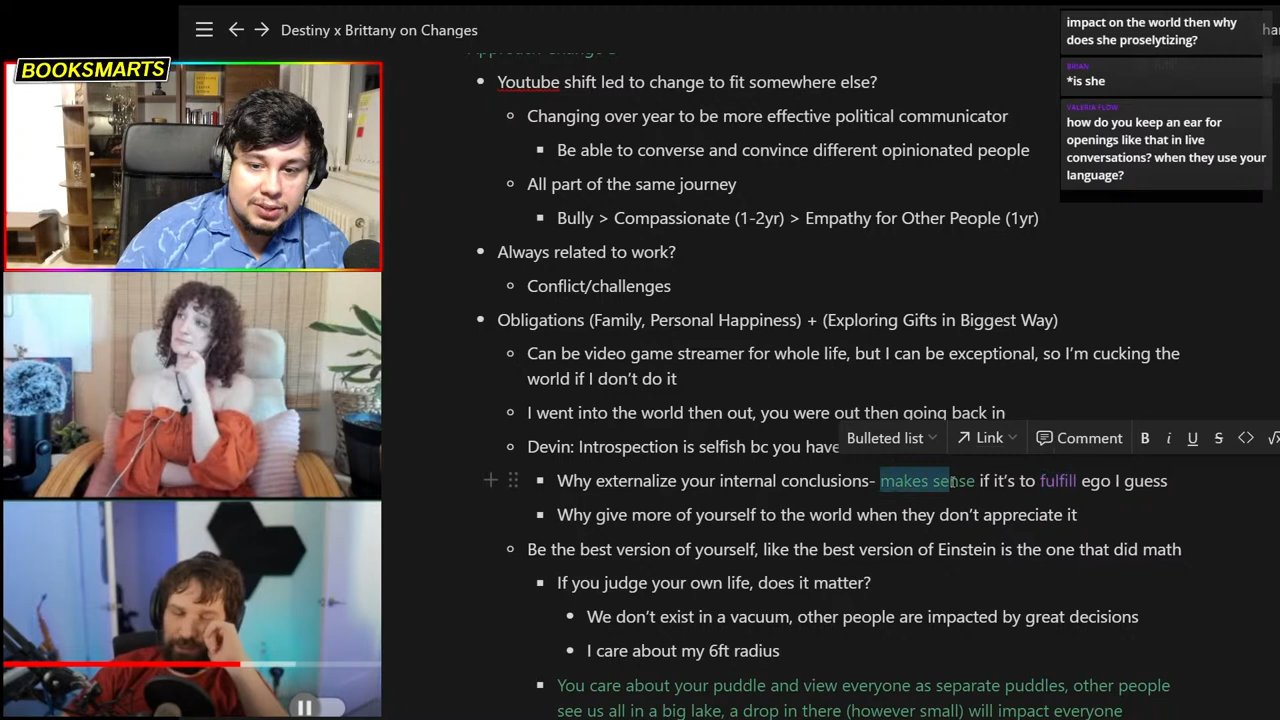 Destiny x Brittany on Changes
BOOKSMARTS
Youtube shift led to change to fit somewhere else?
Changing over year to be more effective political communicator
Be able to converse and convince different opinionated people
All part of the same journey
Bully > Compassionate (1-2yr) > Empathy for Other People (1yr)
Always related to work?
Conflict/challenges
Obligations (Family, Personal Happiness) + (Exploring Gifts in Biggest Way)
Can be video game streamer for whole life, but I can be exceptional, so I’m cucking the
world if I don’t do it
I went into the world then out, you were out then going back in
Devin: Introspection is selfish bc you have
Bulleted list
Link
Comment
B i U S <> √x
Why externalize your internal conclusions- makes sense if it’s to fulfill ego I guess
Why give more of yourself to the world when they don’t appreciate it
Be the best version of yourself, like the best version of Einstein is the one that did math
If you judge your own life, does it matter?
We don’t exist in a vacuum, other people are impacted by great decisions
I care about my 6ft radius
You care about your puddle and view everyone as separate puddles, other people
see us all in a big lake, a drop in there (however small) will impact everyone
impact on the world then why
does she proselytizing?
BRIAN
*is she
VALERIA FLOW
how do you keep an ear for
openings like that in live
conversations? when they use your
language?